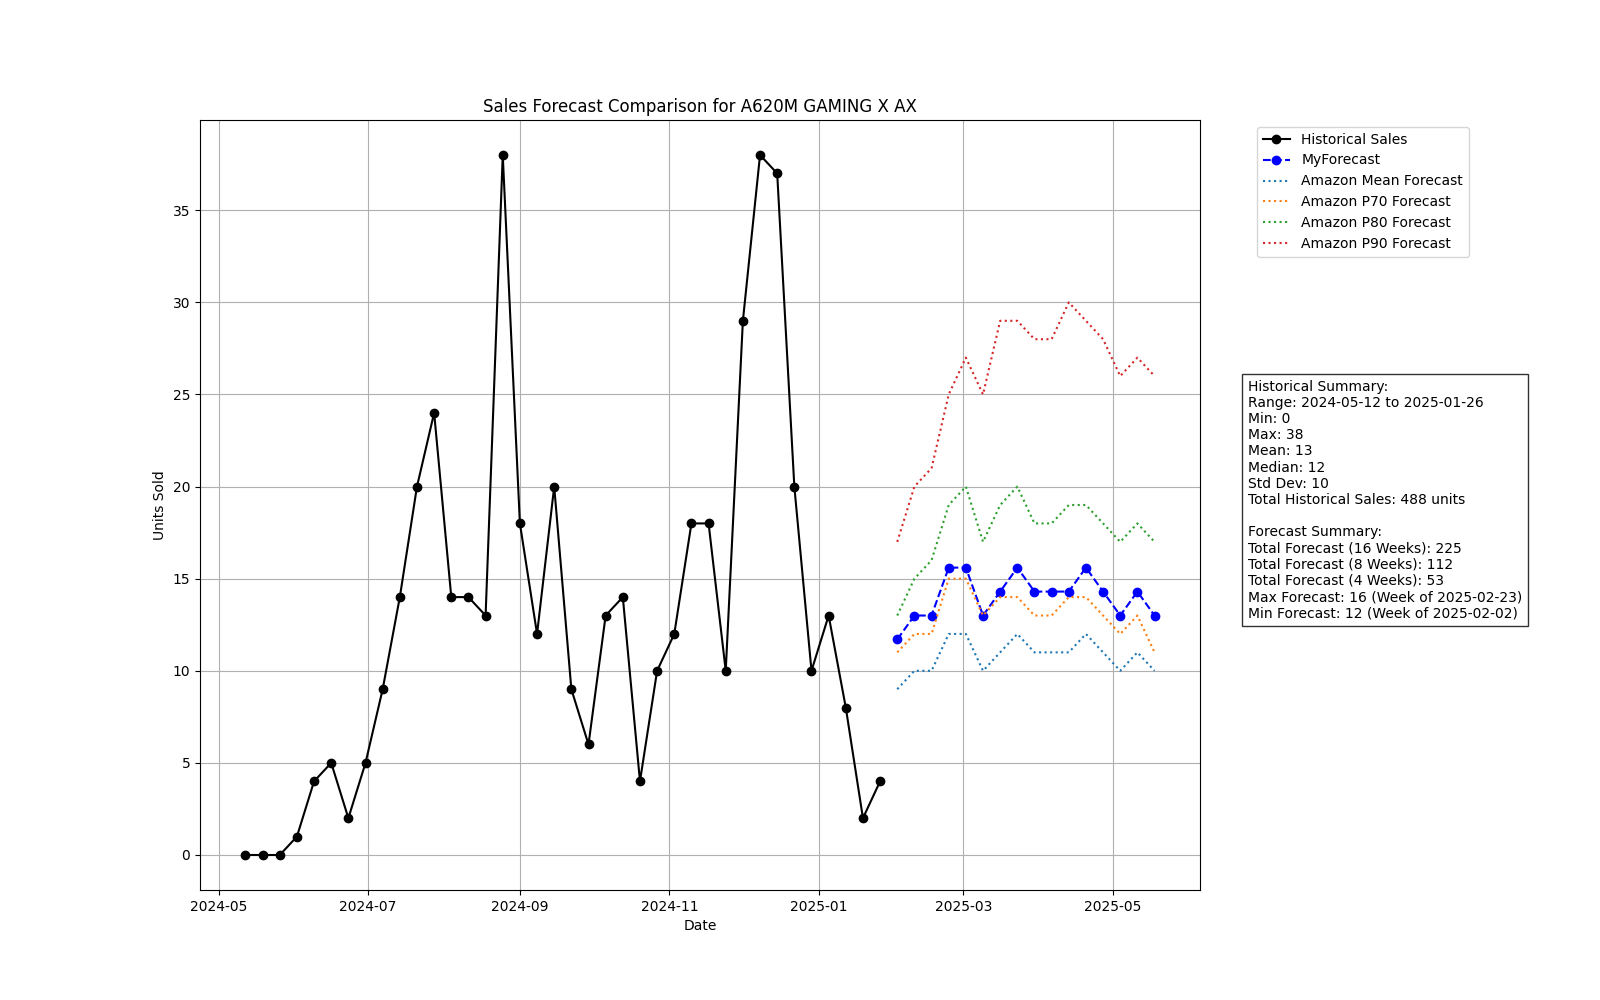 Sales Forecast Comparison for A620M GAMING X AX
Historical Sales
MyForecast
Amazon Mean Forecast
Amazon P70 Forecast
Amazon P80 Forecast
Amazon P90 Forecast
35
30
25
20
15
10
5
0
Units Sold
2024-05
2024-07
2024-09
2024-11
2025-01
2025-03
2025-05
Date
Historical Summary:
Range: 2024-05-12 to 2025-01-26
Min: 0
Max: 38
Mean: 13
Median: 12
Std Dev: 10
Total Historical Sales: 488 units
Forecast Summary:
Total Forecast (16 Weeks): 225
Total Forecast (8 Weeks): 112
Total Forecast (4 Weeks): 53
Max Forecast: 16 (Week of 2025-02-23)
Min Forecast: 12 (Week of 2025-02-02)